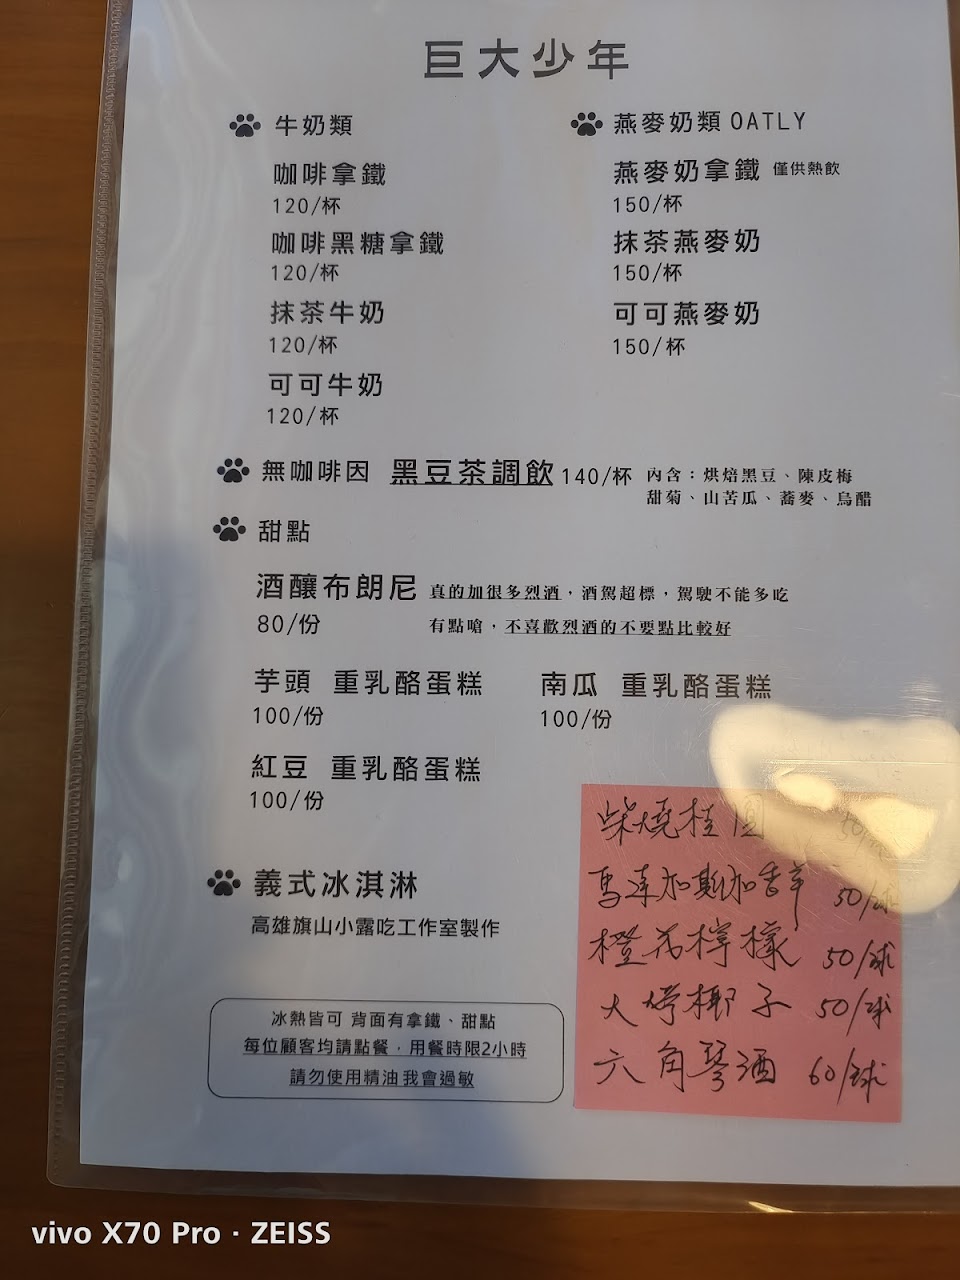 巨大少年
牛奶類
咖啡拿鐵
120/杯
咖啡黑糖拿鐵
120/杯
抹茶牛奶
120/杯
可可牛奶
120/杯
燕麥奶類 OATLY
燕麥奶拿鐵 僅供熱飲
150/杯
抹茶燕麥奶
150/杯
可可燕麥奶
150/杯
無咖啡因 黑豆茶調飲 140/杯 內含：烘焙黑豆、陳皮梅
甜菊、山苦瓜、蕎麥、烏醋
甜點
酒釀布朗尼 真的加很多烈酒，酒駕超標，駕駛不能多吃
80/份 有點嗆，不喜歡烈酒的不要點比較好
芋頭 重乳酪蛋糕
100/份
南瓜 重乳酪蛋糕
100/份
紅豆 重乳酪蛋糕
100/份
義式冰淇淋
高雄旗山小露吃工作室製作
柴燒桂圓
馬達加斯加香草 50/球
橙花檸檬 50/球
火烤椰子 50/球
六角琴酒 60/球
冰熱皆可 背面有拿鐵、甜點
每位顧客均請點餐，用餐時限2小時
請勿使用精油我會過敏
vivo X70 Pro · ZEISS